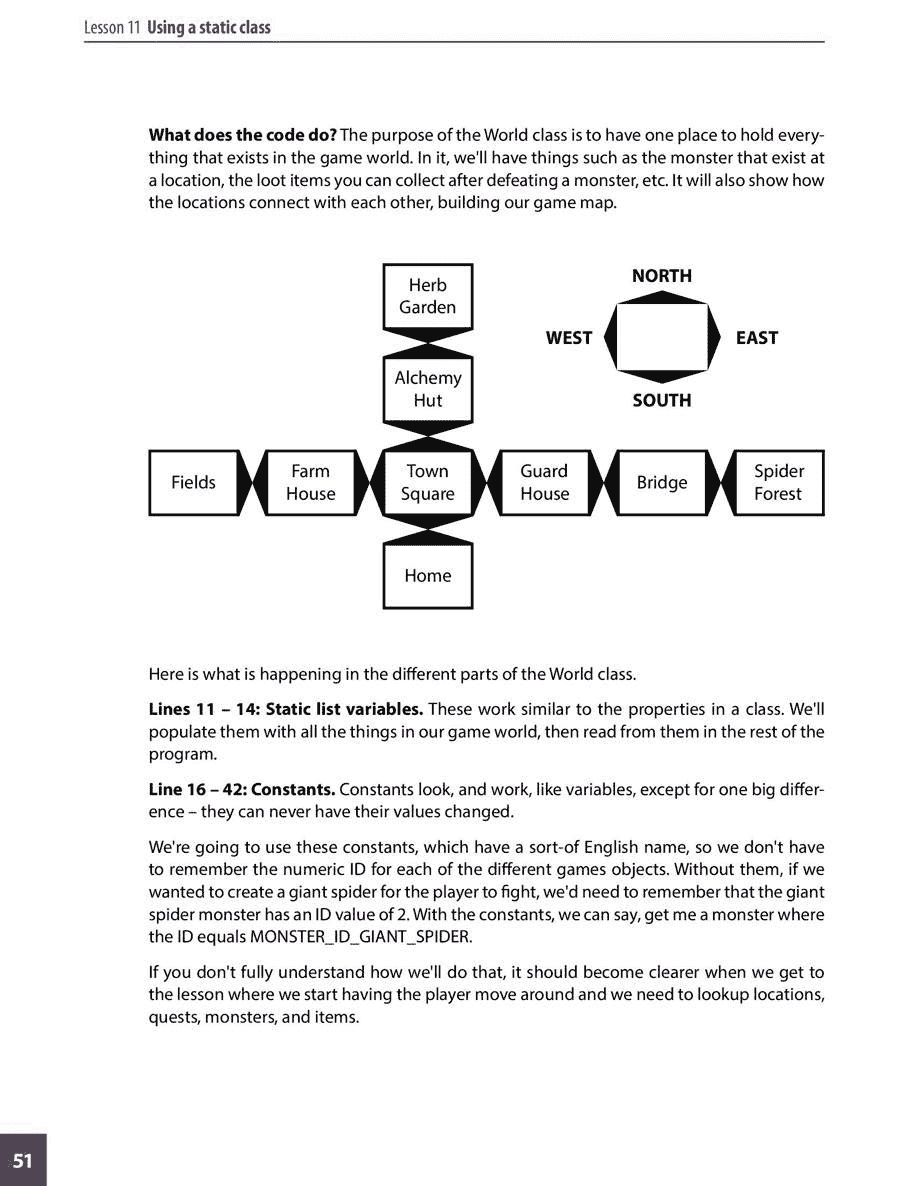 Lesson 11 Using a static class
What does the code do? The purpose of the World class is to have one place to hold every-
thing that exists in the game world. In it, we'll have things such as the monster that exist at
a location, the loot items you can collect after defeating a monster, etc. It will also show how
the locations connect with each other, building our game map.
Herb
Garden
NORTH
WEST
EAST
SOUTH
Alchemy
Hut
Fields
Farm
House
Town
Square
Guard
House
Bridge
Spider
Forest
Home
Here is what is happening in the different parts of the World class.
Lines 11 – 14: Static list variables. These work similar to the properties in a class. We'll
populate them with all the things in our game world, then read from them in the rest of the
program.
Line 16 – 42: Constants. Constants look, and work, like variables, except for one big differ-
ence – they can never have their values changed.
We're going to use these constants, which have a sort-of English name, so we don't have
to remember the numeric ID for each of the different games objects. Without them, if we
wanted to create a giant spider for the player to fight, we'd need to remember that the giant
spider monster has an ID value of 2. With the constants, we can say, get me a monster where
the ID equals MONSTER_ID_GIANT_SPIDER.
If you don't fully understand how we'll do that, it should become clearer when we get to
the lesson where we start having the player move around and we need to lookup locations,
quests, monsters, and items.
51